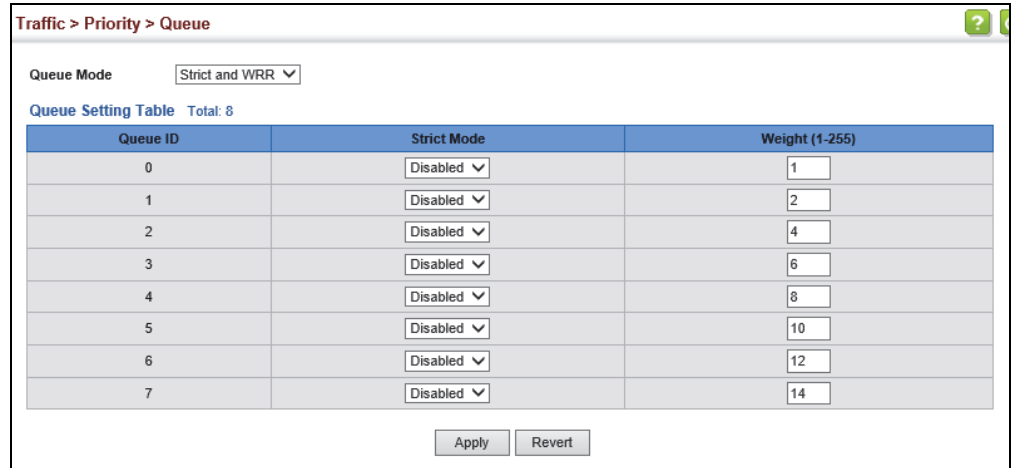 Traffic > Priority > Queue
?
Queue Mode Strict and WRR
Queue Setting Table Total: 8
Queue ID Strict Mode Weight (1-255)
0 Disabled 1
1 Disabled 2
2 Disabled 4
3 Disabled 6
4 Disabled 8
5 Disabled 10
6 Disabled 12
7 Disabled 14
Apply Revert